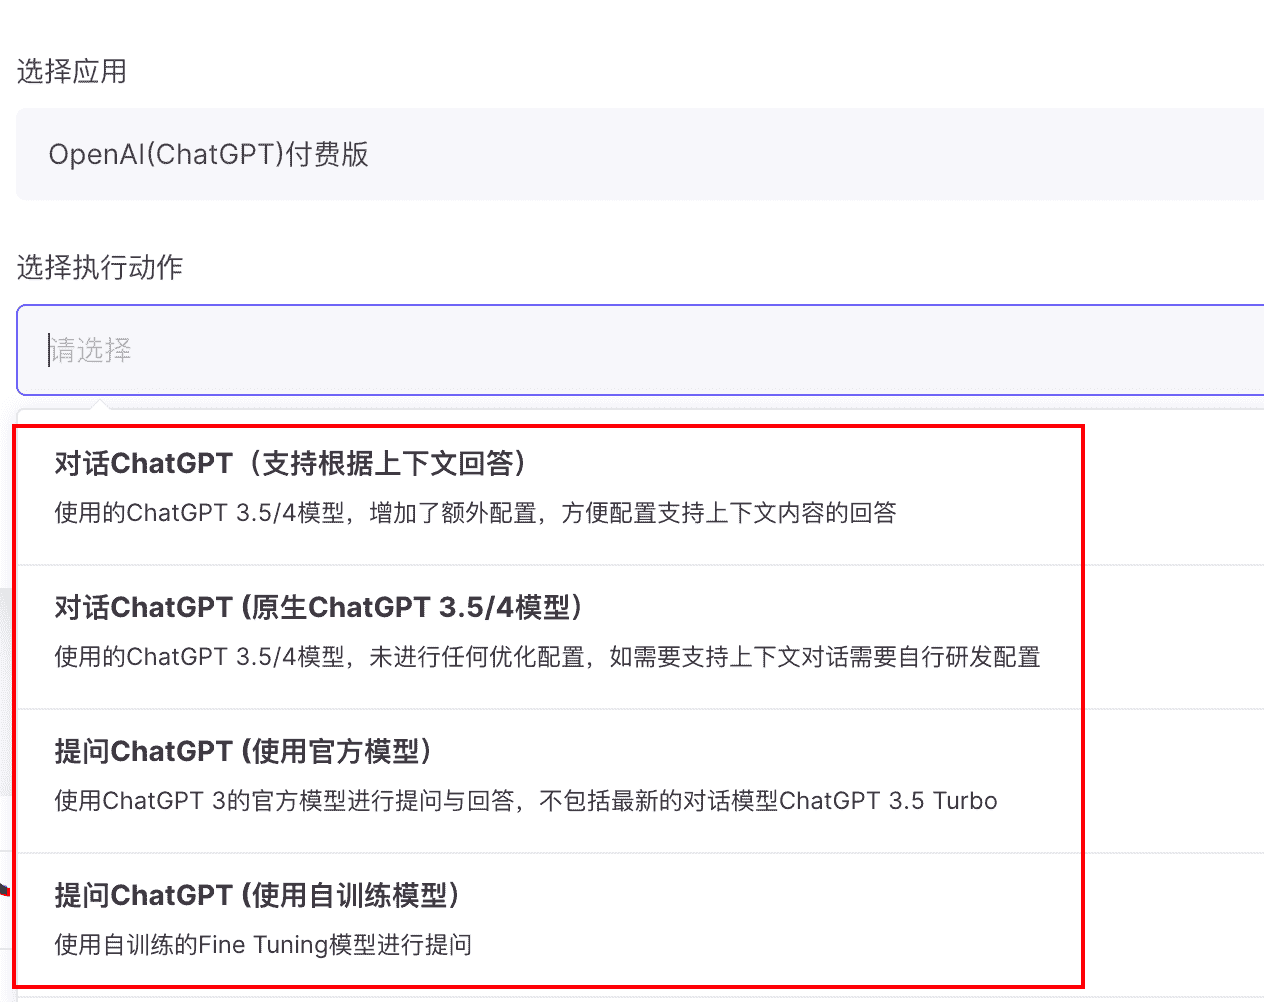 选择应用
OpenAI(ChatGPT)付费版
选择执行动作
请选择
对话ChatGPT（支持根据上下文回答）
使用的ChatGPT 3.5/4模型，增加了额外配置，方便配置支持上下文内容的回答
对话ChatGPT (原生ChatGPT 3.5/4模型）
使用的ChatGPT 3.5/4模型，未进行任何优化配置，如需要支持上下文对话需要自行研发配置
提问ChatGPT (使用官方模型）
使用ChatGPT 3的官方模型进行提问与回答，不包括最新的对话模型ChatGPT 3.5 Turbo
提问ChatGPT (使用自训练模型）
使用自训练的Fine Tuning模型进行提问